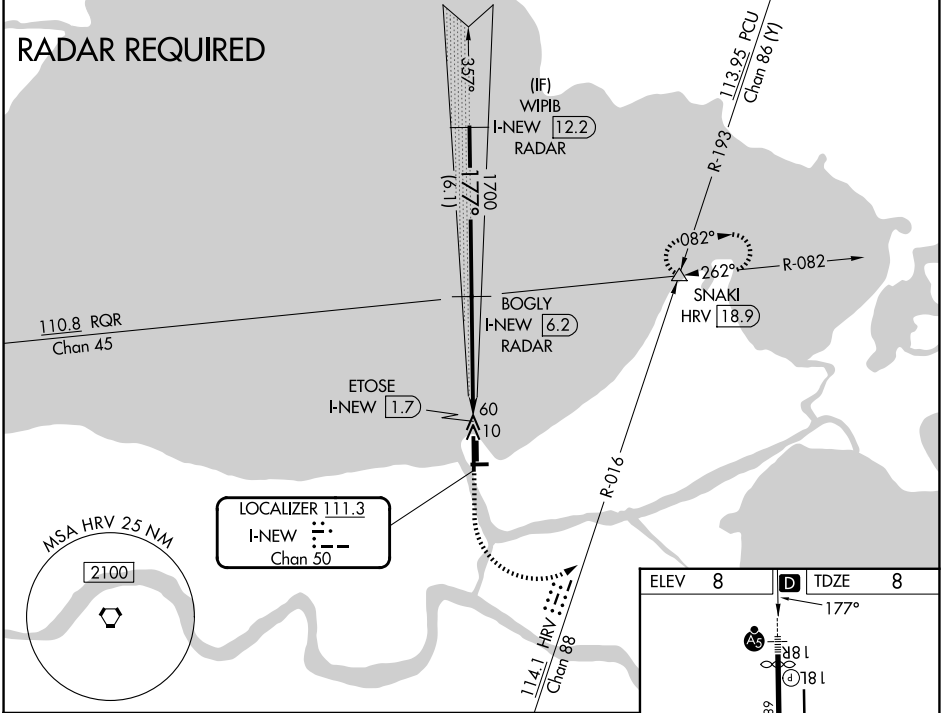 RADAR REQUIRED
357°
(IF)
WIPIB
I-NEW 12.2
RADAR
113.95 PCU
Chan 86 (Y)
R-193
1700
177°
(6.1)
082°
262°
R-082
SNAKI
HRV 18.9
BOGLY
I-NEW 6.2
RADAR
110.8 RQR
Chan 45
ETOSE
I-NEW 1.7
60
10
R-016
LOCALIZER 111.3
I-NEW
Chan 50
MSA HRV 25 NM
2100
114.1 HRV
Chan 88
ELEV 8
D
TDZE 8
177°
A5
18R
P
18L